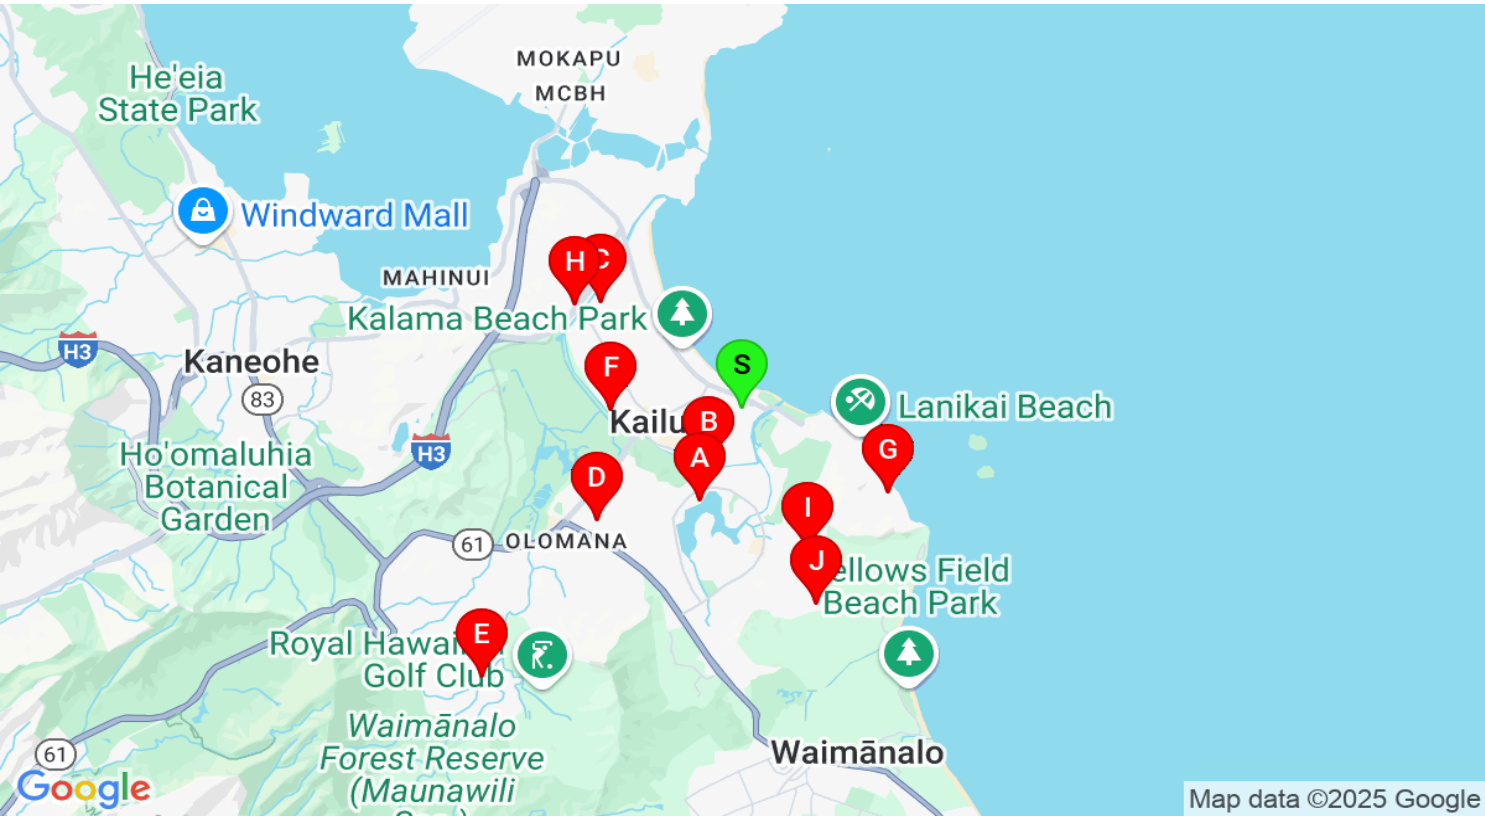 MOKAPU
MCBH
He'eia
State Park
Windward Mall
MAHINUI
H
C
Kalama Beach Park
H3
Kaneohe
83
F
S
Kailu
B
Lanikai Beach
A
G
H3
Ho'omaluhia
Botanical
Garden
D
I
61
OLOMANA
J
ellows Field
Beach Park
E
Royal Hawai
Golf Club
Waimānalo
Forest Reserve
(Maunawili
Waimānalo
61
Google
Map data ©2025 Google